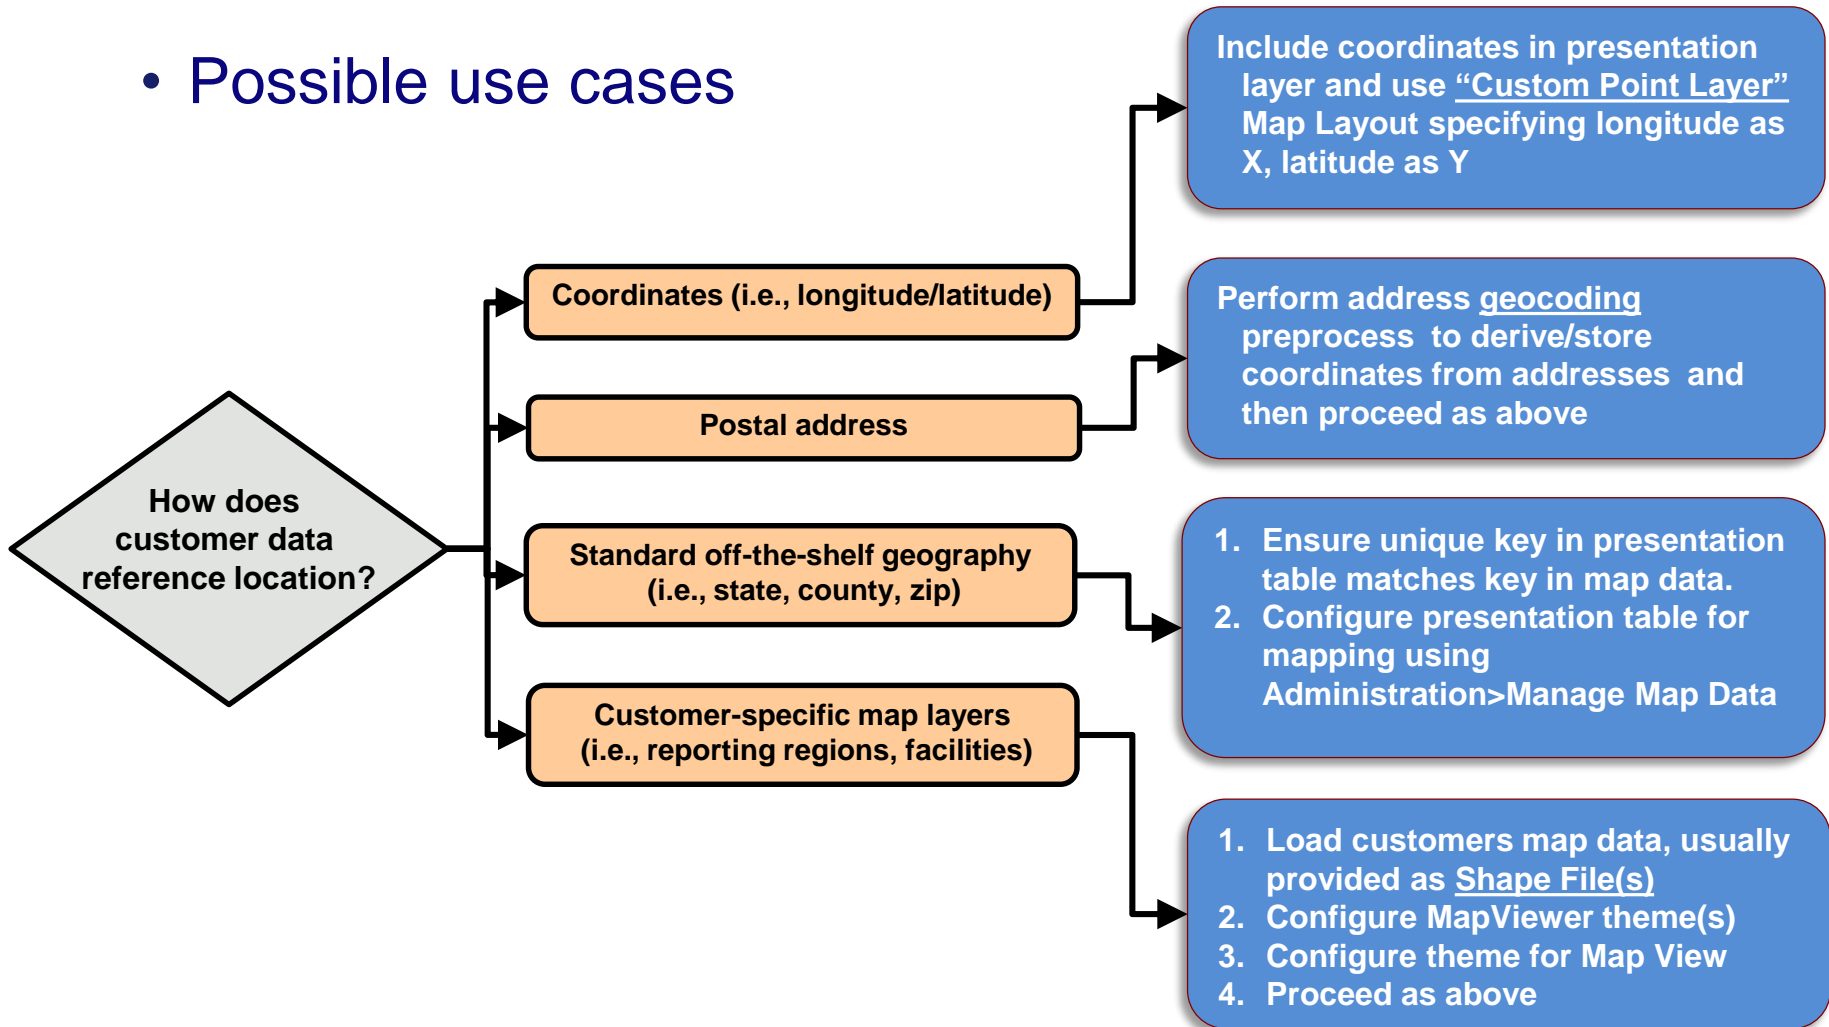 • Possible use cases
How does
customer data
reference location?
Coordinates (i.e., longitude/latitude)
Postal address
Standard off-the-shelf geography
(i.e., state, county, zip)
Customer-specific map layers
(i.e., reporting regions, facilities)
Include coordinates in presentation
layer and use “Custom Point Layer”
Map Layout specifying longitude as
X, latitude as Y
Perform address geocoding
preprocess to derive/store
coordinates from addresses and
then proceed as above
1. Ensure unique key in presentation
table matches key in map data.
2. Configure presentation table for
mapping using
Administration>Manage Map Data
1. Load customers map data, usually
provided as Shape File(s)
2. Configure MapViewer theme(s)
3. Configure theme for Map View
4. Proceed as above